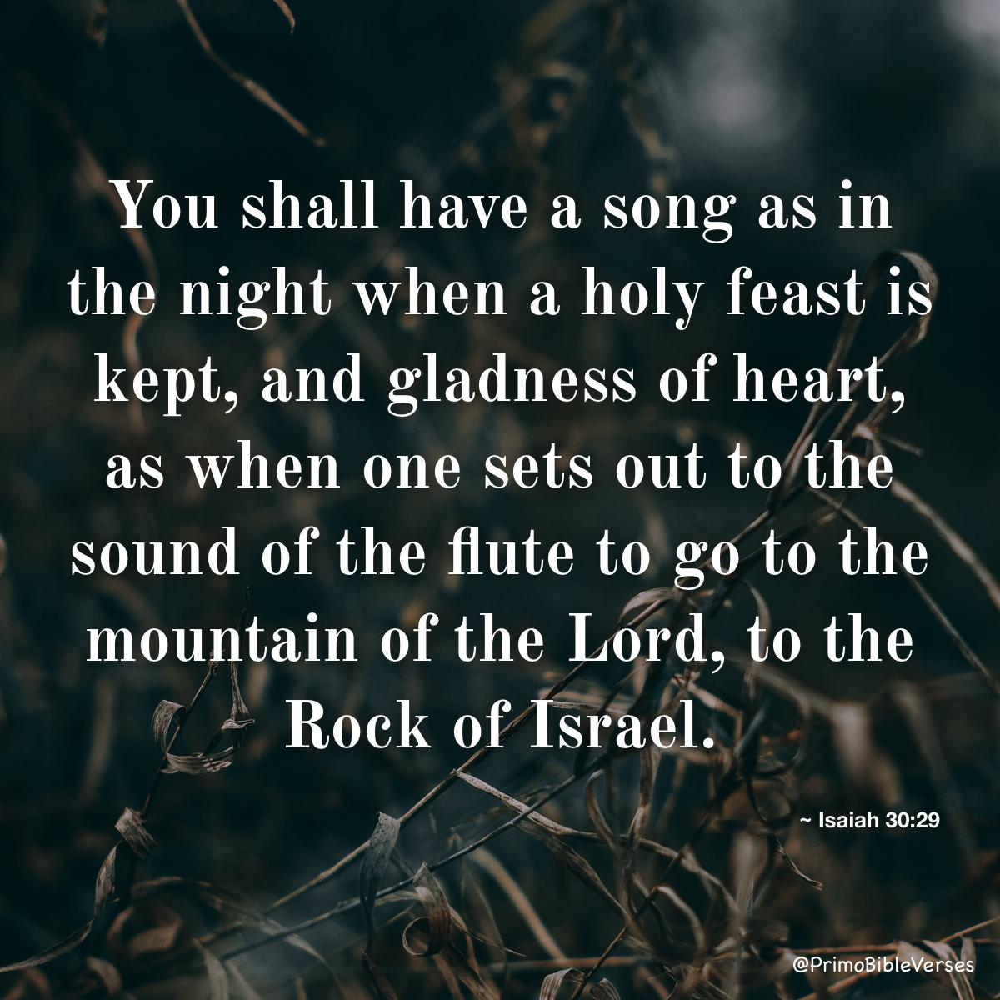 You shall have a song as in
the night when a holy feast is
kept, and gladness of heart,
as when one sets out to the
sound of the flute to go to the
mountain of the Lord, to the
Rock of Israel.
~ Isaiah 30:29
@PrimoBibleVerses